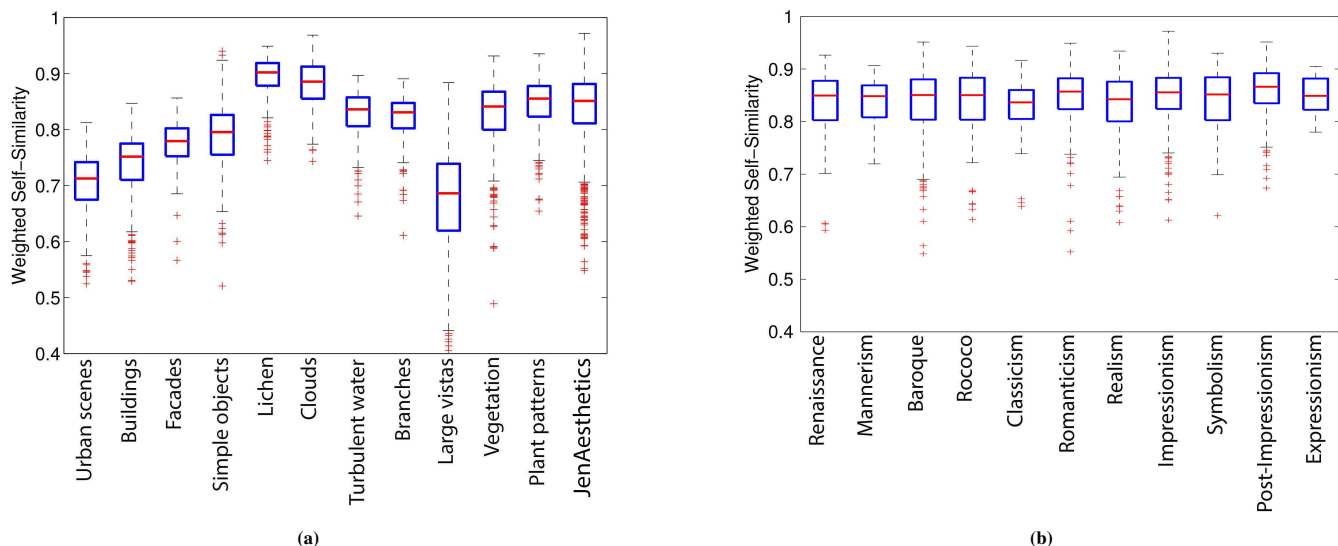 Weighted Self-Similarity
1
0.9
0.8
0.7
0.6
0.5
0.4
Urban scenes
Buildings
Facades
Simple objects
Lichen
Clouds
Turbulent water
Branches
Large vistas
Vegetation
Plant patterns
JenAesthetics
(a)
Weighted Self-Similarity
1
0.9
0.8
0.7
0.6
0.5
0.4
Renaissance
Mannerism
Baroque
Rococo
Classicism
Romanticism
Realism
Impressionism
Symbolism
Post-Impressionism
Expressionism
(b)